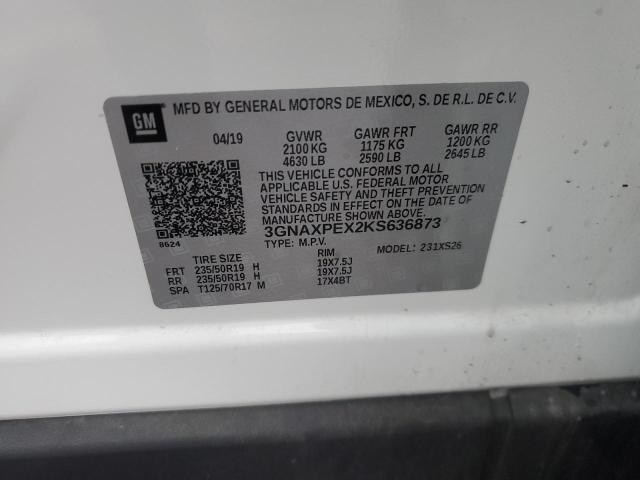 GM
MFD BY GENERAL MOTORS DE MEXICO, S. DE R.L. DE C.V.
04/19 GVWR GAWR FRT GAWR RR
2100 KG 1175 KG 1200 KG
4630 LB 2590 LB 2645 LB
THIS VEHICLE CONFORMS TO ALL
APPLICABLE U.S. FEDERAL MOTOR
VEHICLE SAFETY AND THEFT PREVENTION
STANDARDS IN EFFECT ON THE DATE OF
MANUFACTURE SHOWN ABOVE.
3GNAXPEX2KS636873
8624
TYPE: M.P.V. MODEL: 231XS26
TIRE SIZE RIM
FRT 235/50R19 H 19X7.5J
RR 235/50R19 H 19X7.5J
SPA T125/70R17 M 17X4BT